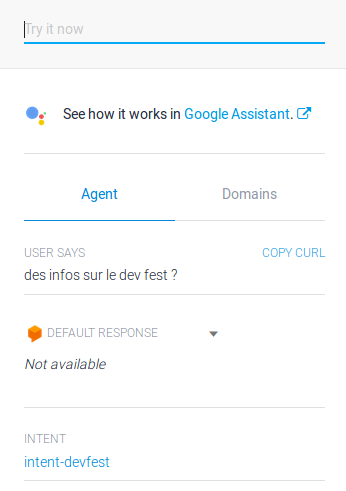 Try it now
See how it works in Google Assistant.
Agent Domains
USER SAYS COPY CURL
des infos sur le dev fest ?
DEFAULT RESPONSE
Not available
INTENT
intent-devfest